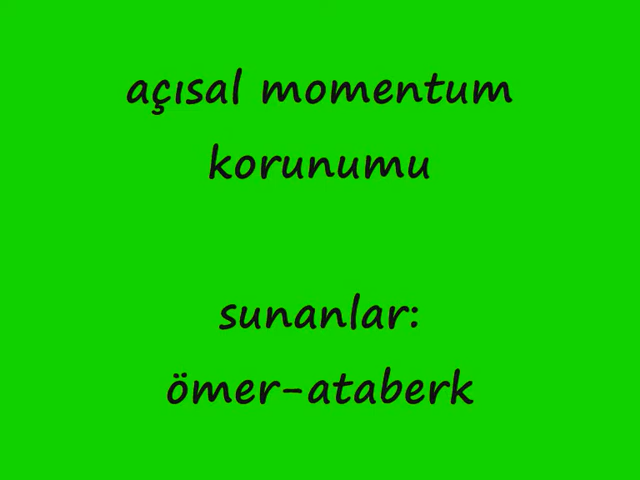 açısal momentum
korunumu
sunanlar:
ömer-ataberk